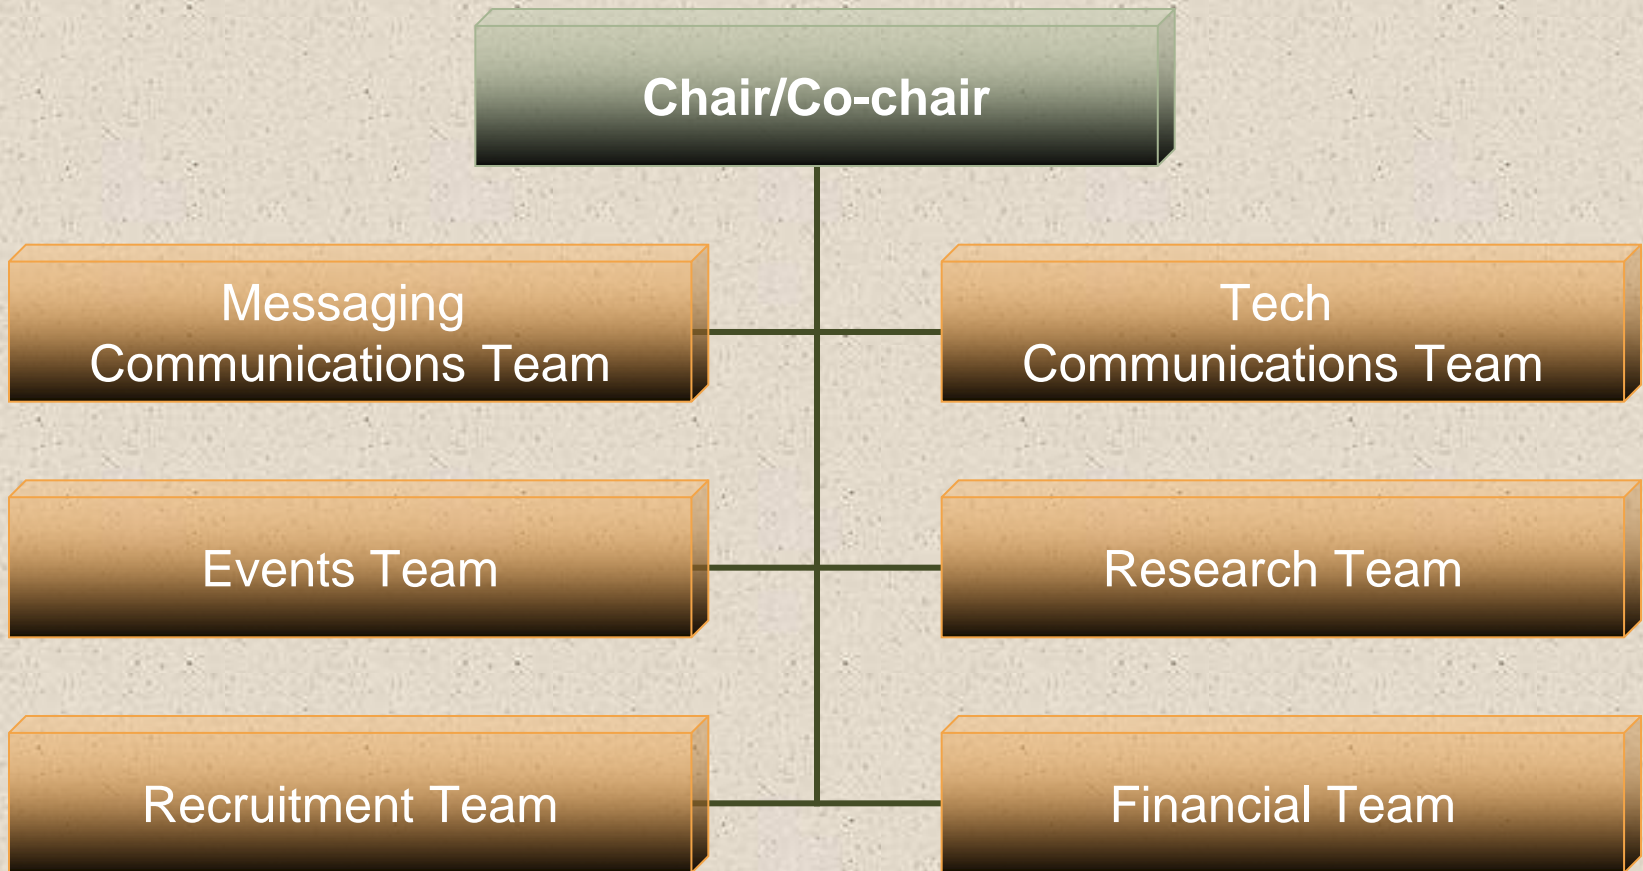 Chair/Co-chair
Messaging
Communications Team
Tech
Communications Team
Events Team
Research Team
Recruitment Team
Financial Team